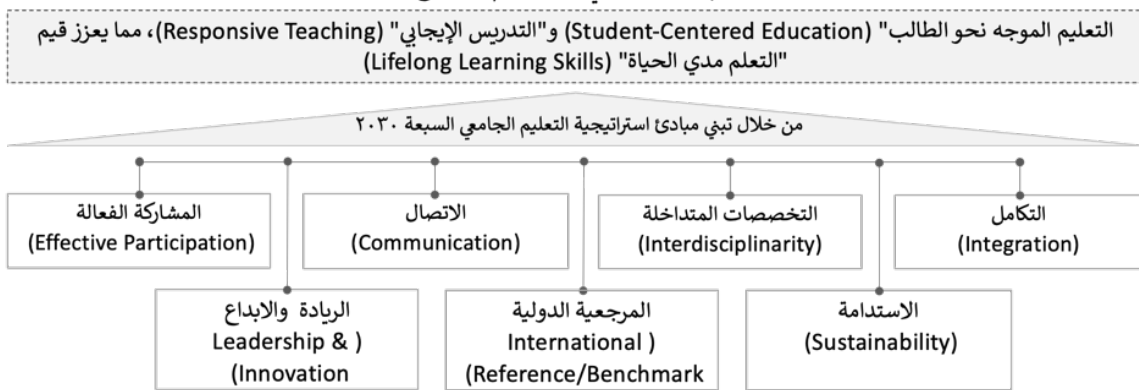 التعليم الموجه نحو الطالب" (Student-Centered Education) و"التدريس الإيجابي" (Responsive Teaching)، مما يعزز قيم
"التعلم مدي الحياة" (Lifelong Learning Skills)
من خلال تبني مبادئ استراتيجية التعليم الجامعي السبعة ٢٠٣٠
التكامل
(Integration)
التخصصات المتداخلة
(Interdisciplinarity)
الاتصال
(Communication)
المشاركة الفعالة
(Effective Participation)
الاستدامة
(Sustainability)
المرجعية الدولية
International )
(Reference/Benchmark
الريادة والابداع
Leadership & )
(Innovation